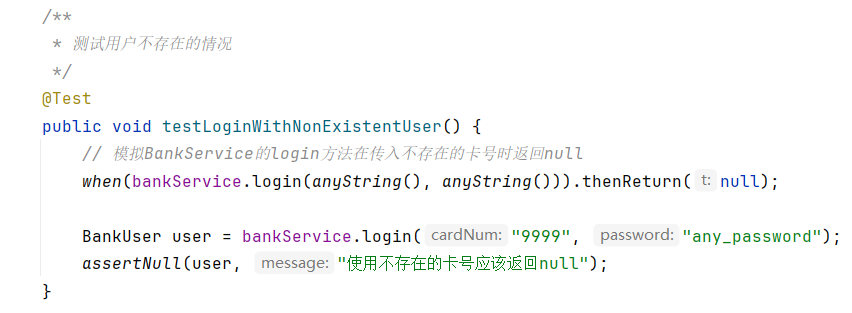 /**
 * 测试用户不存在的情况
 */
@Test
public void testLoginWithNonExistentUser() {
    // 模拟BankService的login方法在传入不存在的卡号时返回null
    when(bankService.login(anyString(), anyString())).thenReturn( t: null);

    BankUser user = bankService.login( cardNum: "9999", password: "any_password");
    assertNull(user, message: "使用不存在的卡号应该返回null");
}